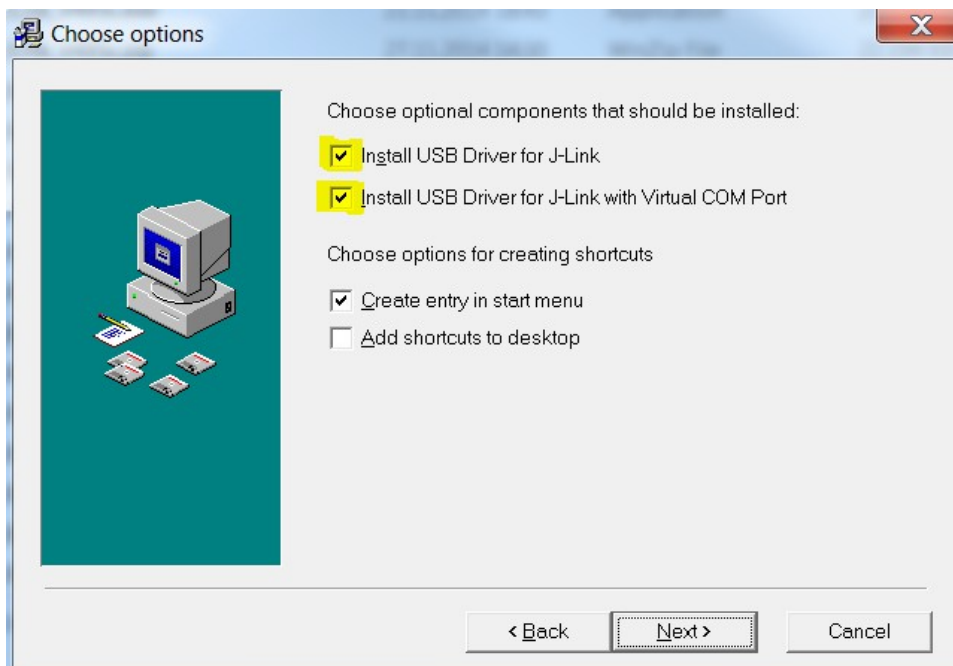 Choose options
Choose optional components that should be installed:
Install USB Driver for J-Link
Install USB Driver for J-Link with Virtual COM Port
Choose options for creating shortcuts
Create entry in start menu
Add shortcuts to desktop
< Back
Next >
Cancel